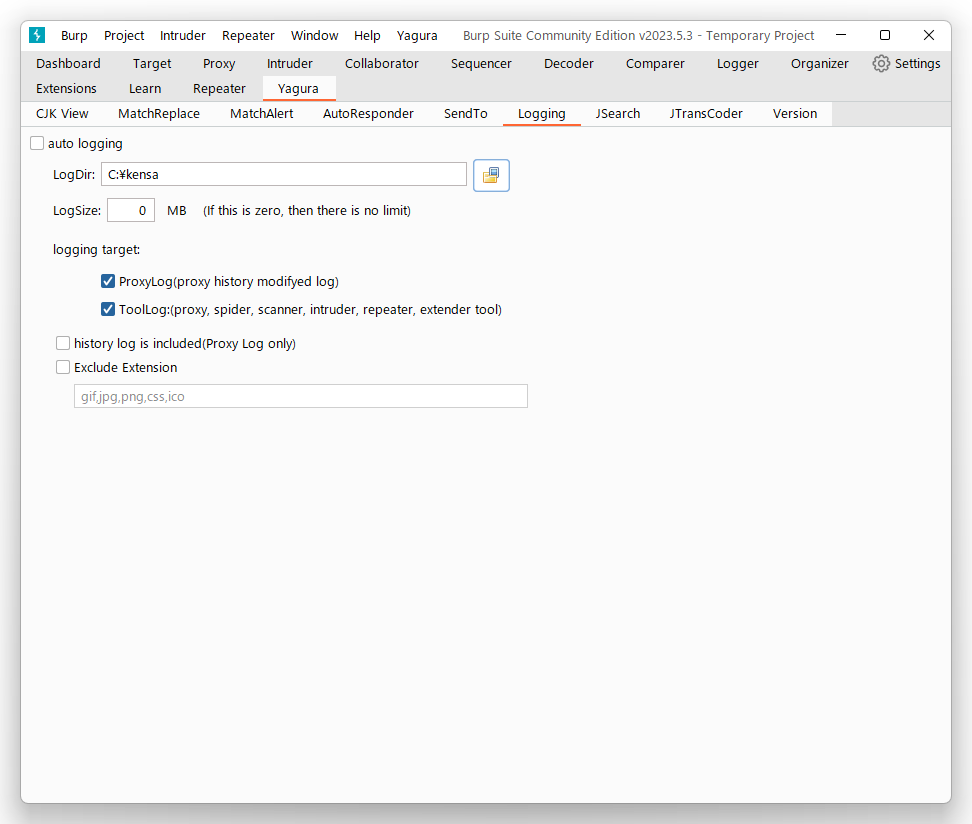 Burp Project Intruder Repeater Window Help Yagura Burp Suite Community Edition v2023.5.3 - Temporary Project
Dashboard Target Proxy Intruder Collaborator Sequencer Decoder Comparer Logger Organizer Settings
Extensions Learn Repeater Yagura
CJK View MatchReplace MatchAlert AutoResponder SendTo Logging JSearch JTransCoder Version
auto logging
LogDir: C:¥kensa
LogSize: 0 MB (If this is zero, then there is no limit)
logging target:
ProxyLog(proxy history modifyed log)
ToolLog:(proxy, spider, scanner, intruder, repeater, extender tool)
history log is included(Proxy Log only)
Exclude Extension
gif,jpg,png,css,ico